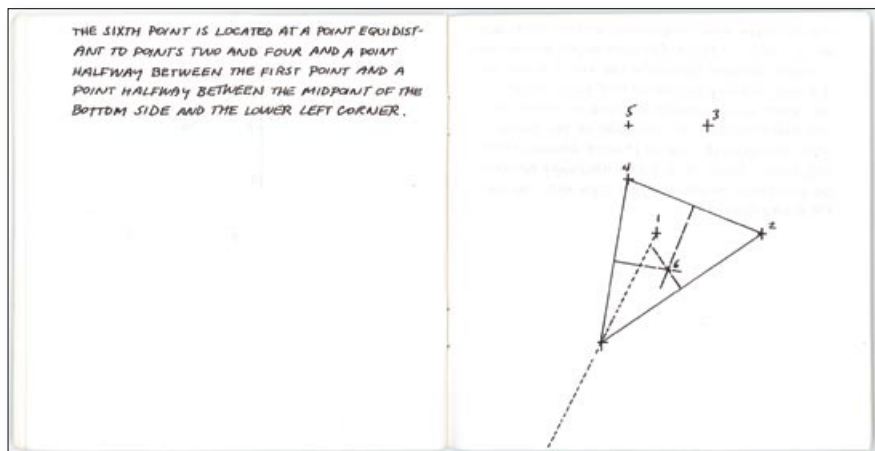 THE SIXTH POINT IS LOCATED AT A POINT EQUIDIST-
ANT TO POINTS TWO AND FOUR AND A POINT
HALFWAY BETWEEN THE FIRST POINT AND A
POINT HALFWAY BETWEEN THE MIDPOINT OF THE
BOTTOM SIDE AND THE LOWER LEFT CORNER.
5
3
4
1
2
6